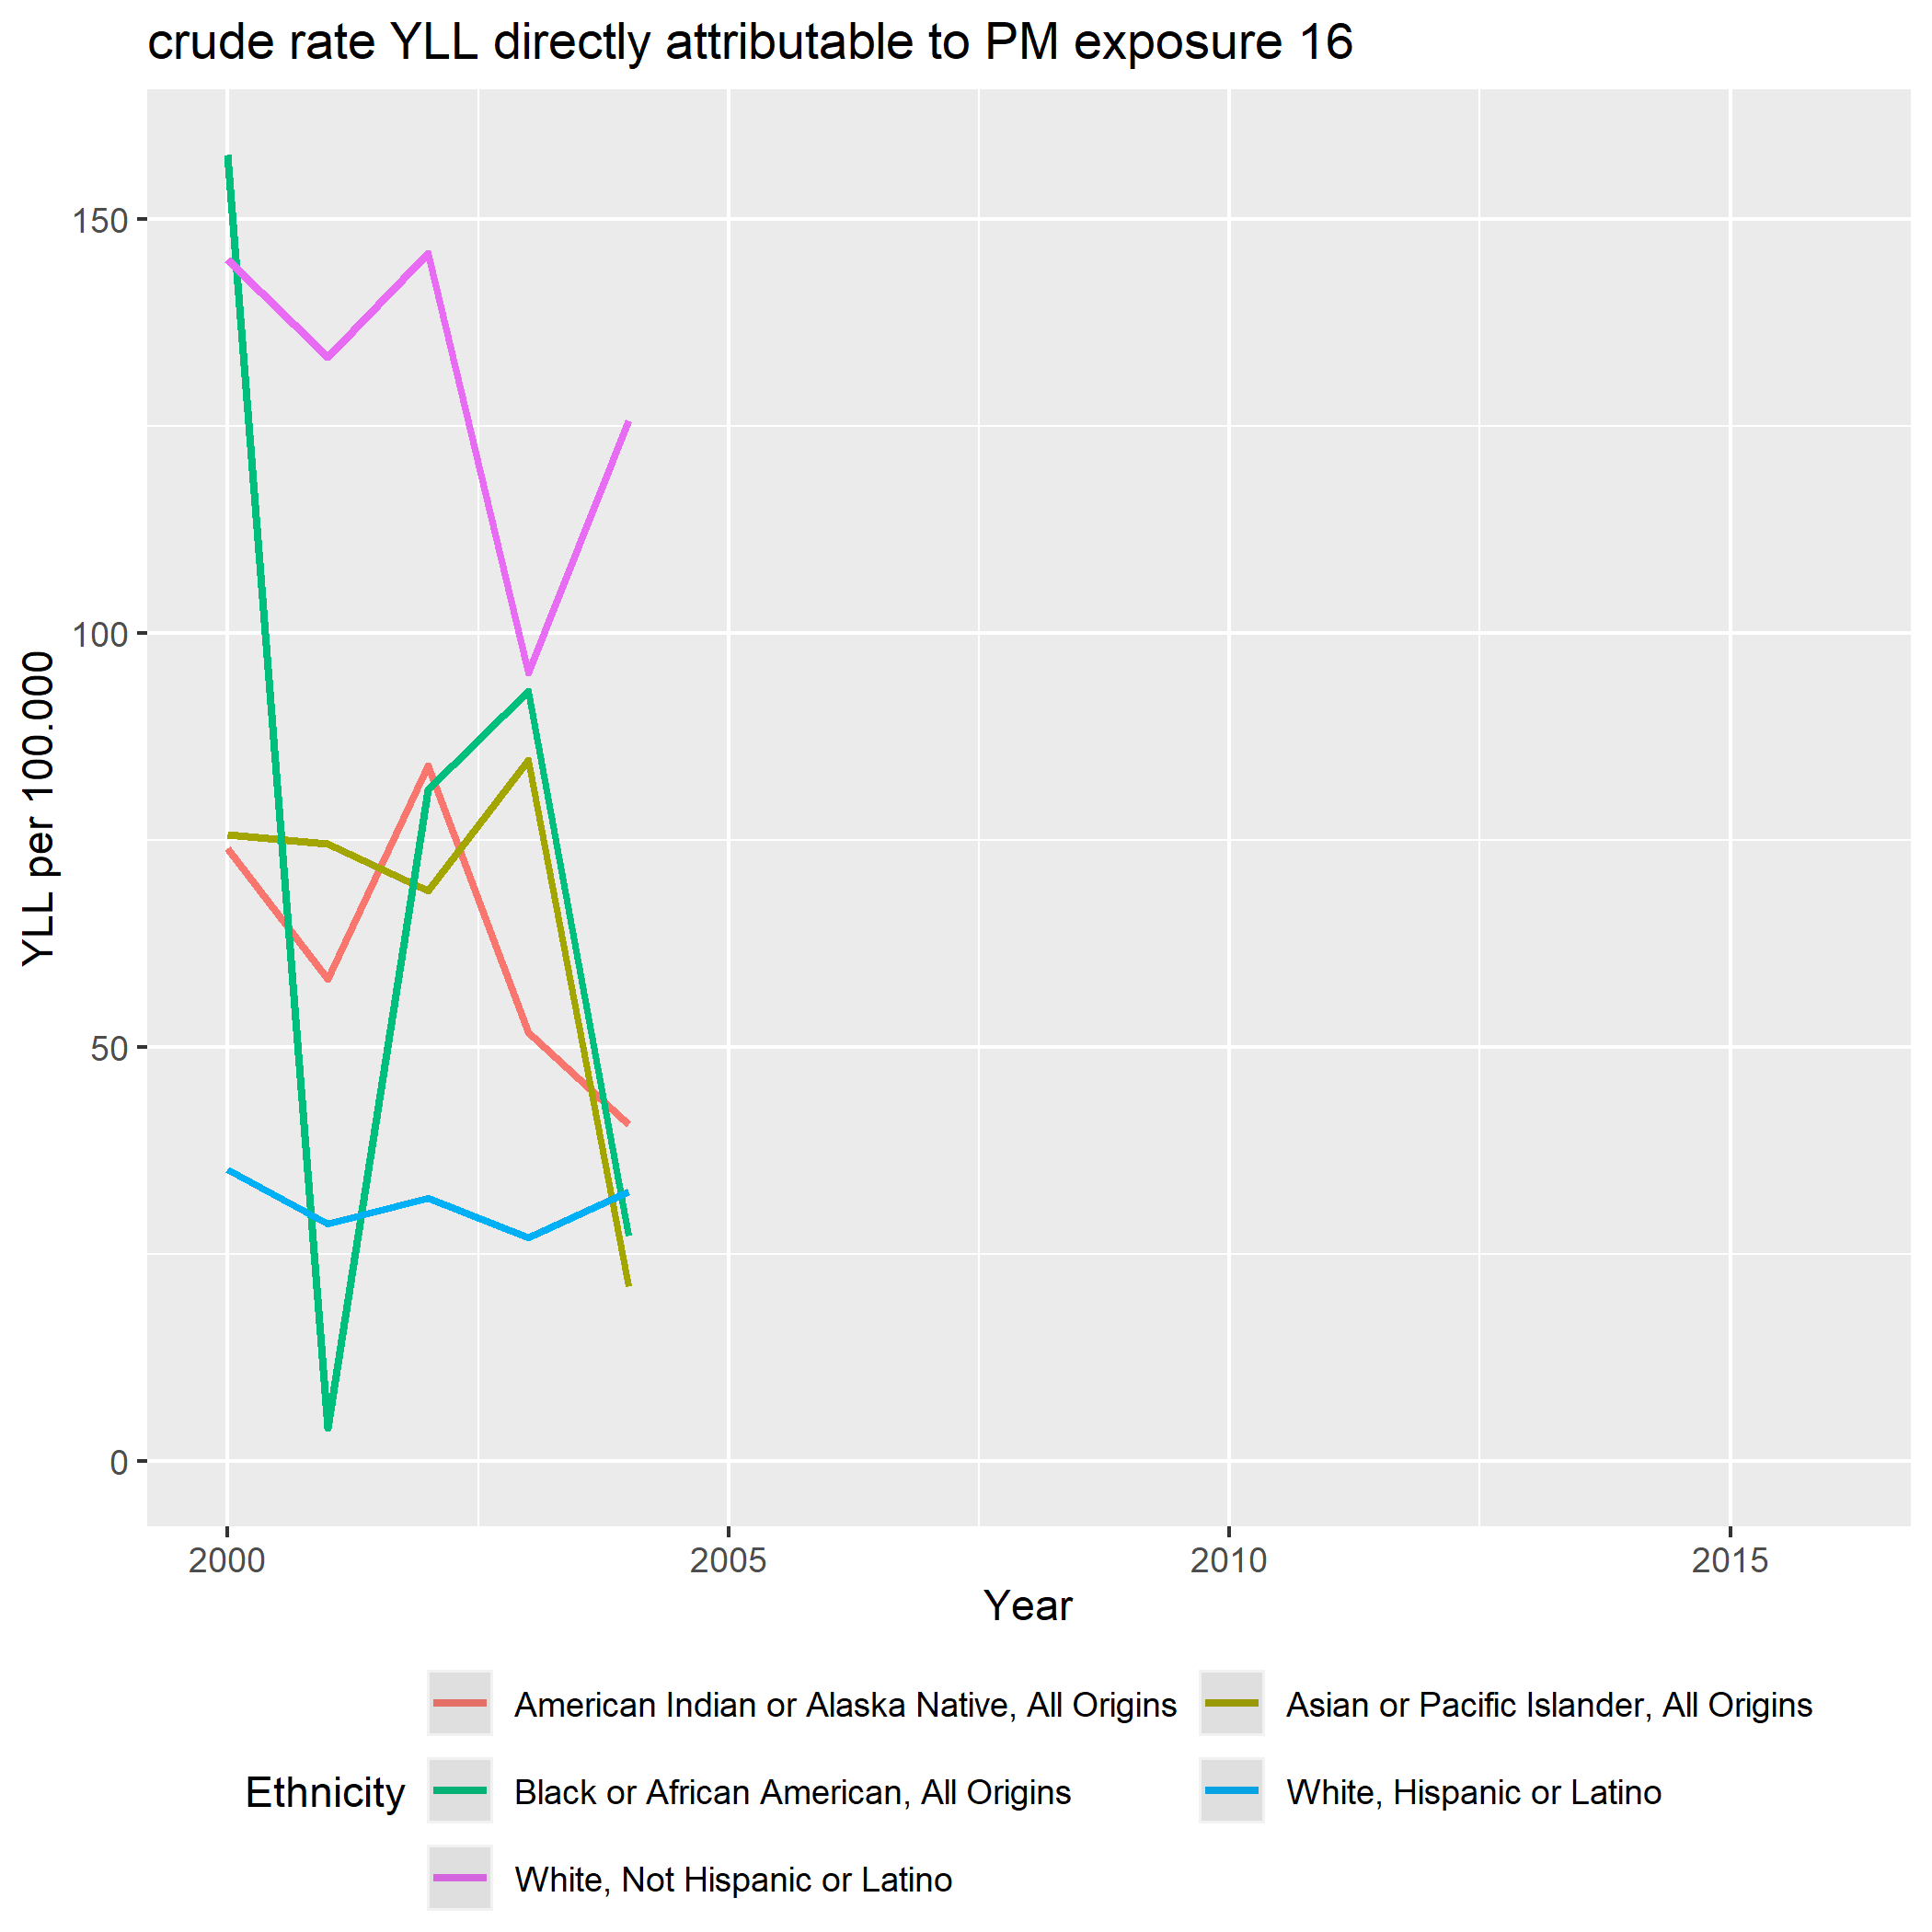 crude rate YLL directly attributable to PM exposure 16
YLL per 100.000
150
100
50
0
2000 2005 2010 2015
Year
Ethnicity
American Indian or Alaska Native, All Origins Asian or Pacific Islander, All Origins
Black or African American, All Origins White, Hispanic or Latino
White, Not Hispanic or Latino